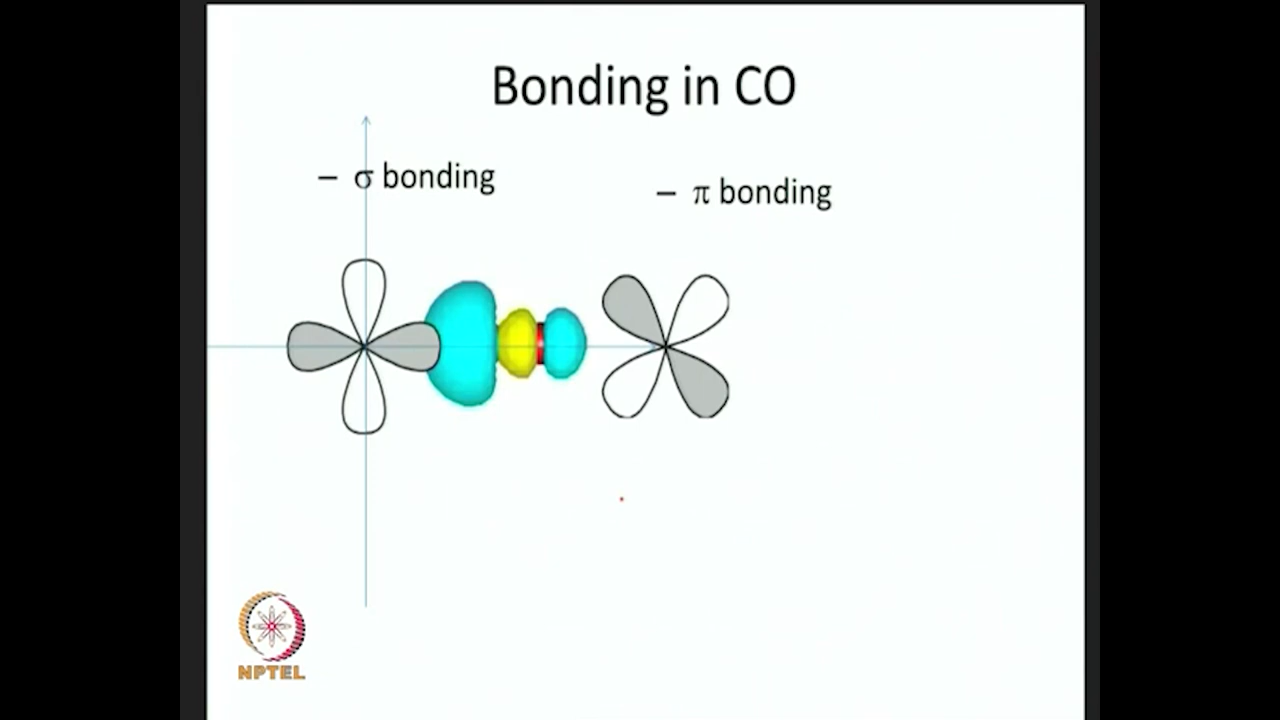 Bonding in CO
– σ bonding
– π bonding
NPTEL